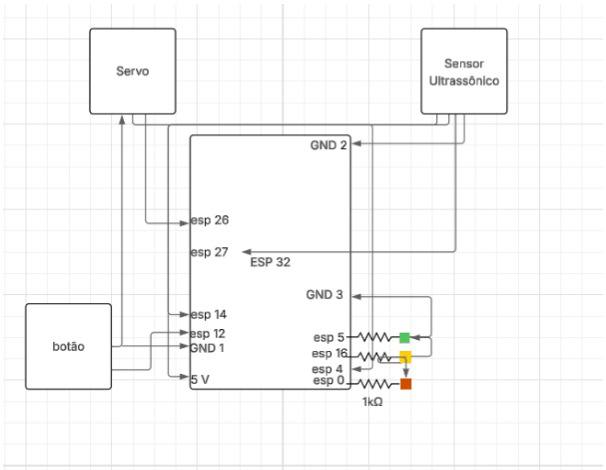 Servo
Sensor
Ultrassônico
GND 2
esp 26
esp 27
ESP 32
GND 3
esp 14
esp 12
GND 1
botão
esp 5
esp 16
esp 4
esp 0
5 V
1kΩ